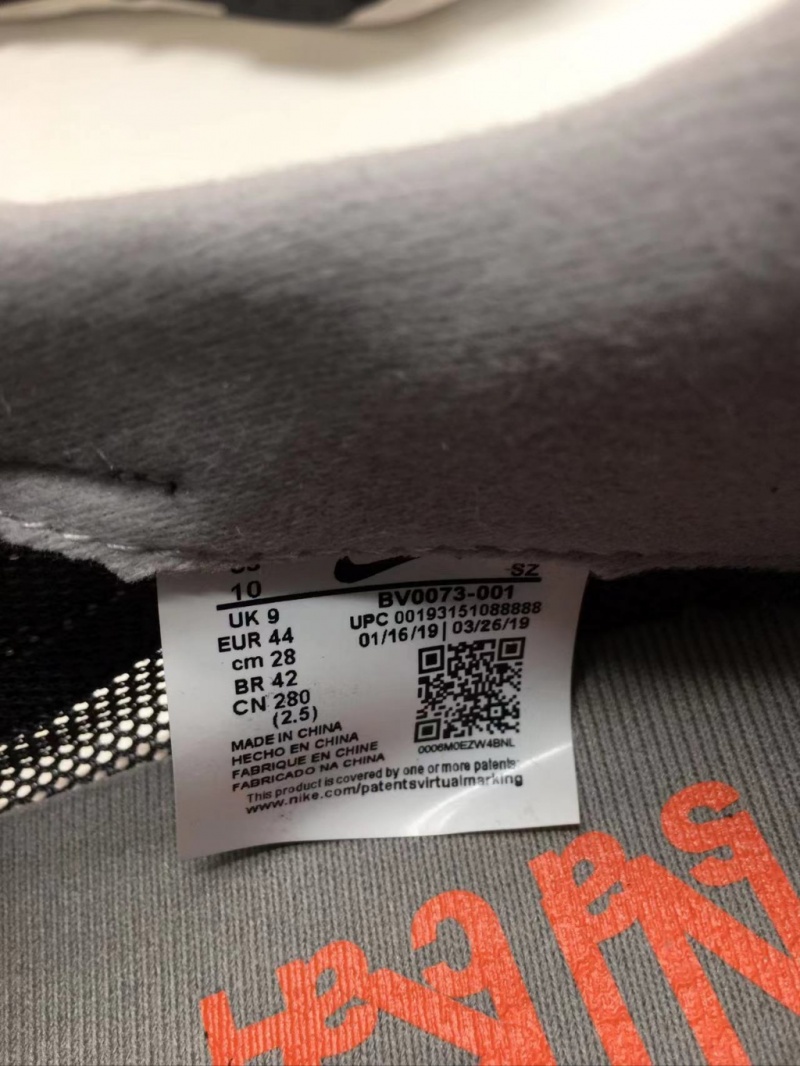 10
SZ
BV0073-001
UPC 00193151088888
01/16/19 | 03/26/19
UK 9
EUR 44
cm 28
BR 42
CN 280
(2.5)
0006M0EZW4BNL
MADE IN CHINA
HECHO EN CHINA
FABRIQUE EN CHINE
FABRICADO NA CHINA
This product is covered by one or more patents:
www.nike.com/patentsvirtualmarking